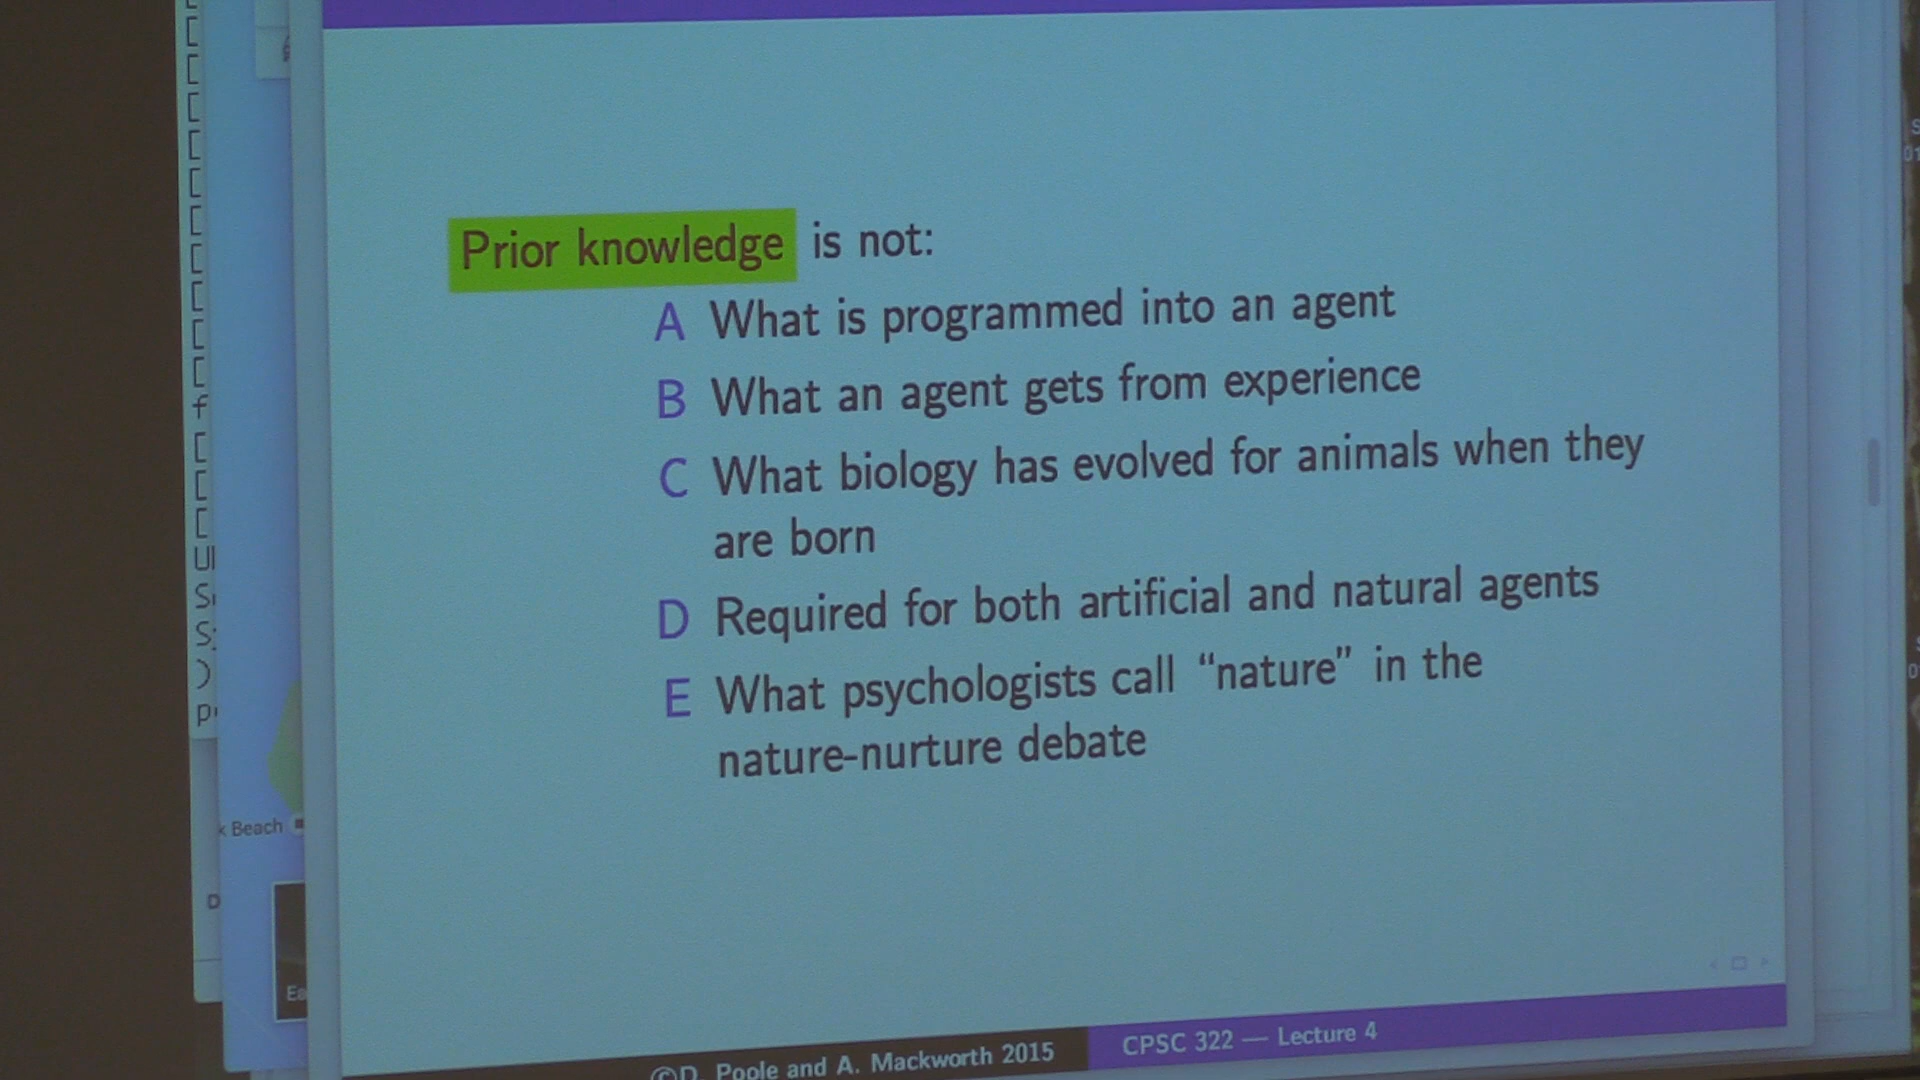 Prior knowledge is not:
A What is programmed into an agent
B What an agent gets from experience
C What biology has evolved for animals when they
are born
D Required for both artificial and natural agents
E What psychologists call “nature” in the
nature-nurture debate
k Beach
©D. Poole and A. Mackworth 2015
CPSC 322 — Lecture 4